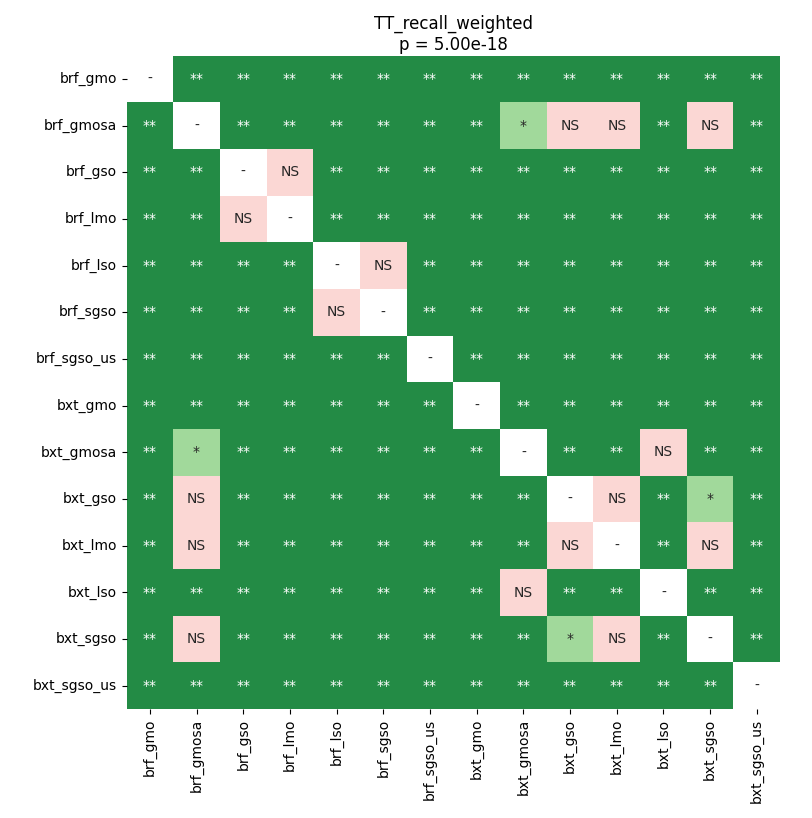 TT_recall_weighted
p = 5.00e-18
brf_gmo - ** ** ** ** ** ** ** ** ** ** ** ** **
brf_gmosa ** - ** ** ** ** ** ** * NS NS ** NS **
brf_gso ** ** - NS ** ** ** ** ** ** ** ** ** **
brf_lmo ** ** NS - ** ** ** ** ** ** ** ** ** **
brf_lso ** ** ** ** - NS ** ** ** ** ** ** ** **
brf_sgso ** ** ** ** NS - ** ** ** ** ** ** ** **
brf_sgso_us ** ** ** ** ** ** - ** ** ** ** ** ** **
bxt_gmo ** ** ** ** ** ** ** - ** ** ** ** ** **
bxt_gmosa ** * ** ** ** ** ** ** - ** ** NS ** **
bxt_gso ** NS ** ** ** ** ** ** ** - NS ** * **
bxt_lmo ** NS ** ** ** ** ** ** ** NS - ** NS **
bxt_lso ** ** ** ** ** ** ** ** NS ** ** - ** **
bxt_sgso ** NS ** ** ** ** ** ** ** * NS ** - **
bxt_sgso_us ** ** ** ** ** ** ** ** ** ** ** ** ** -
brf_gmo brf_gmosa brf_gso brf_lmo brf_lso brf_sgso brf_sgso_us bxt_gmo bxt_gmosa bxt_gso bxt_lmo bxt_lso bxt_sgso bxt_sgso_us